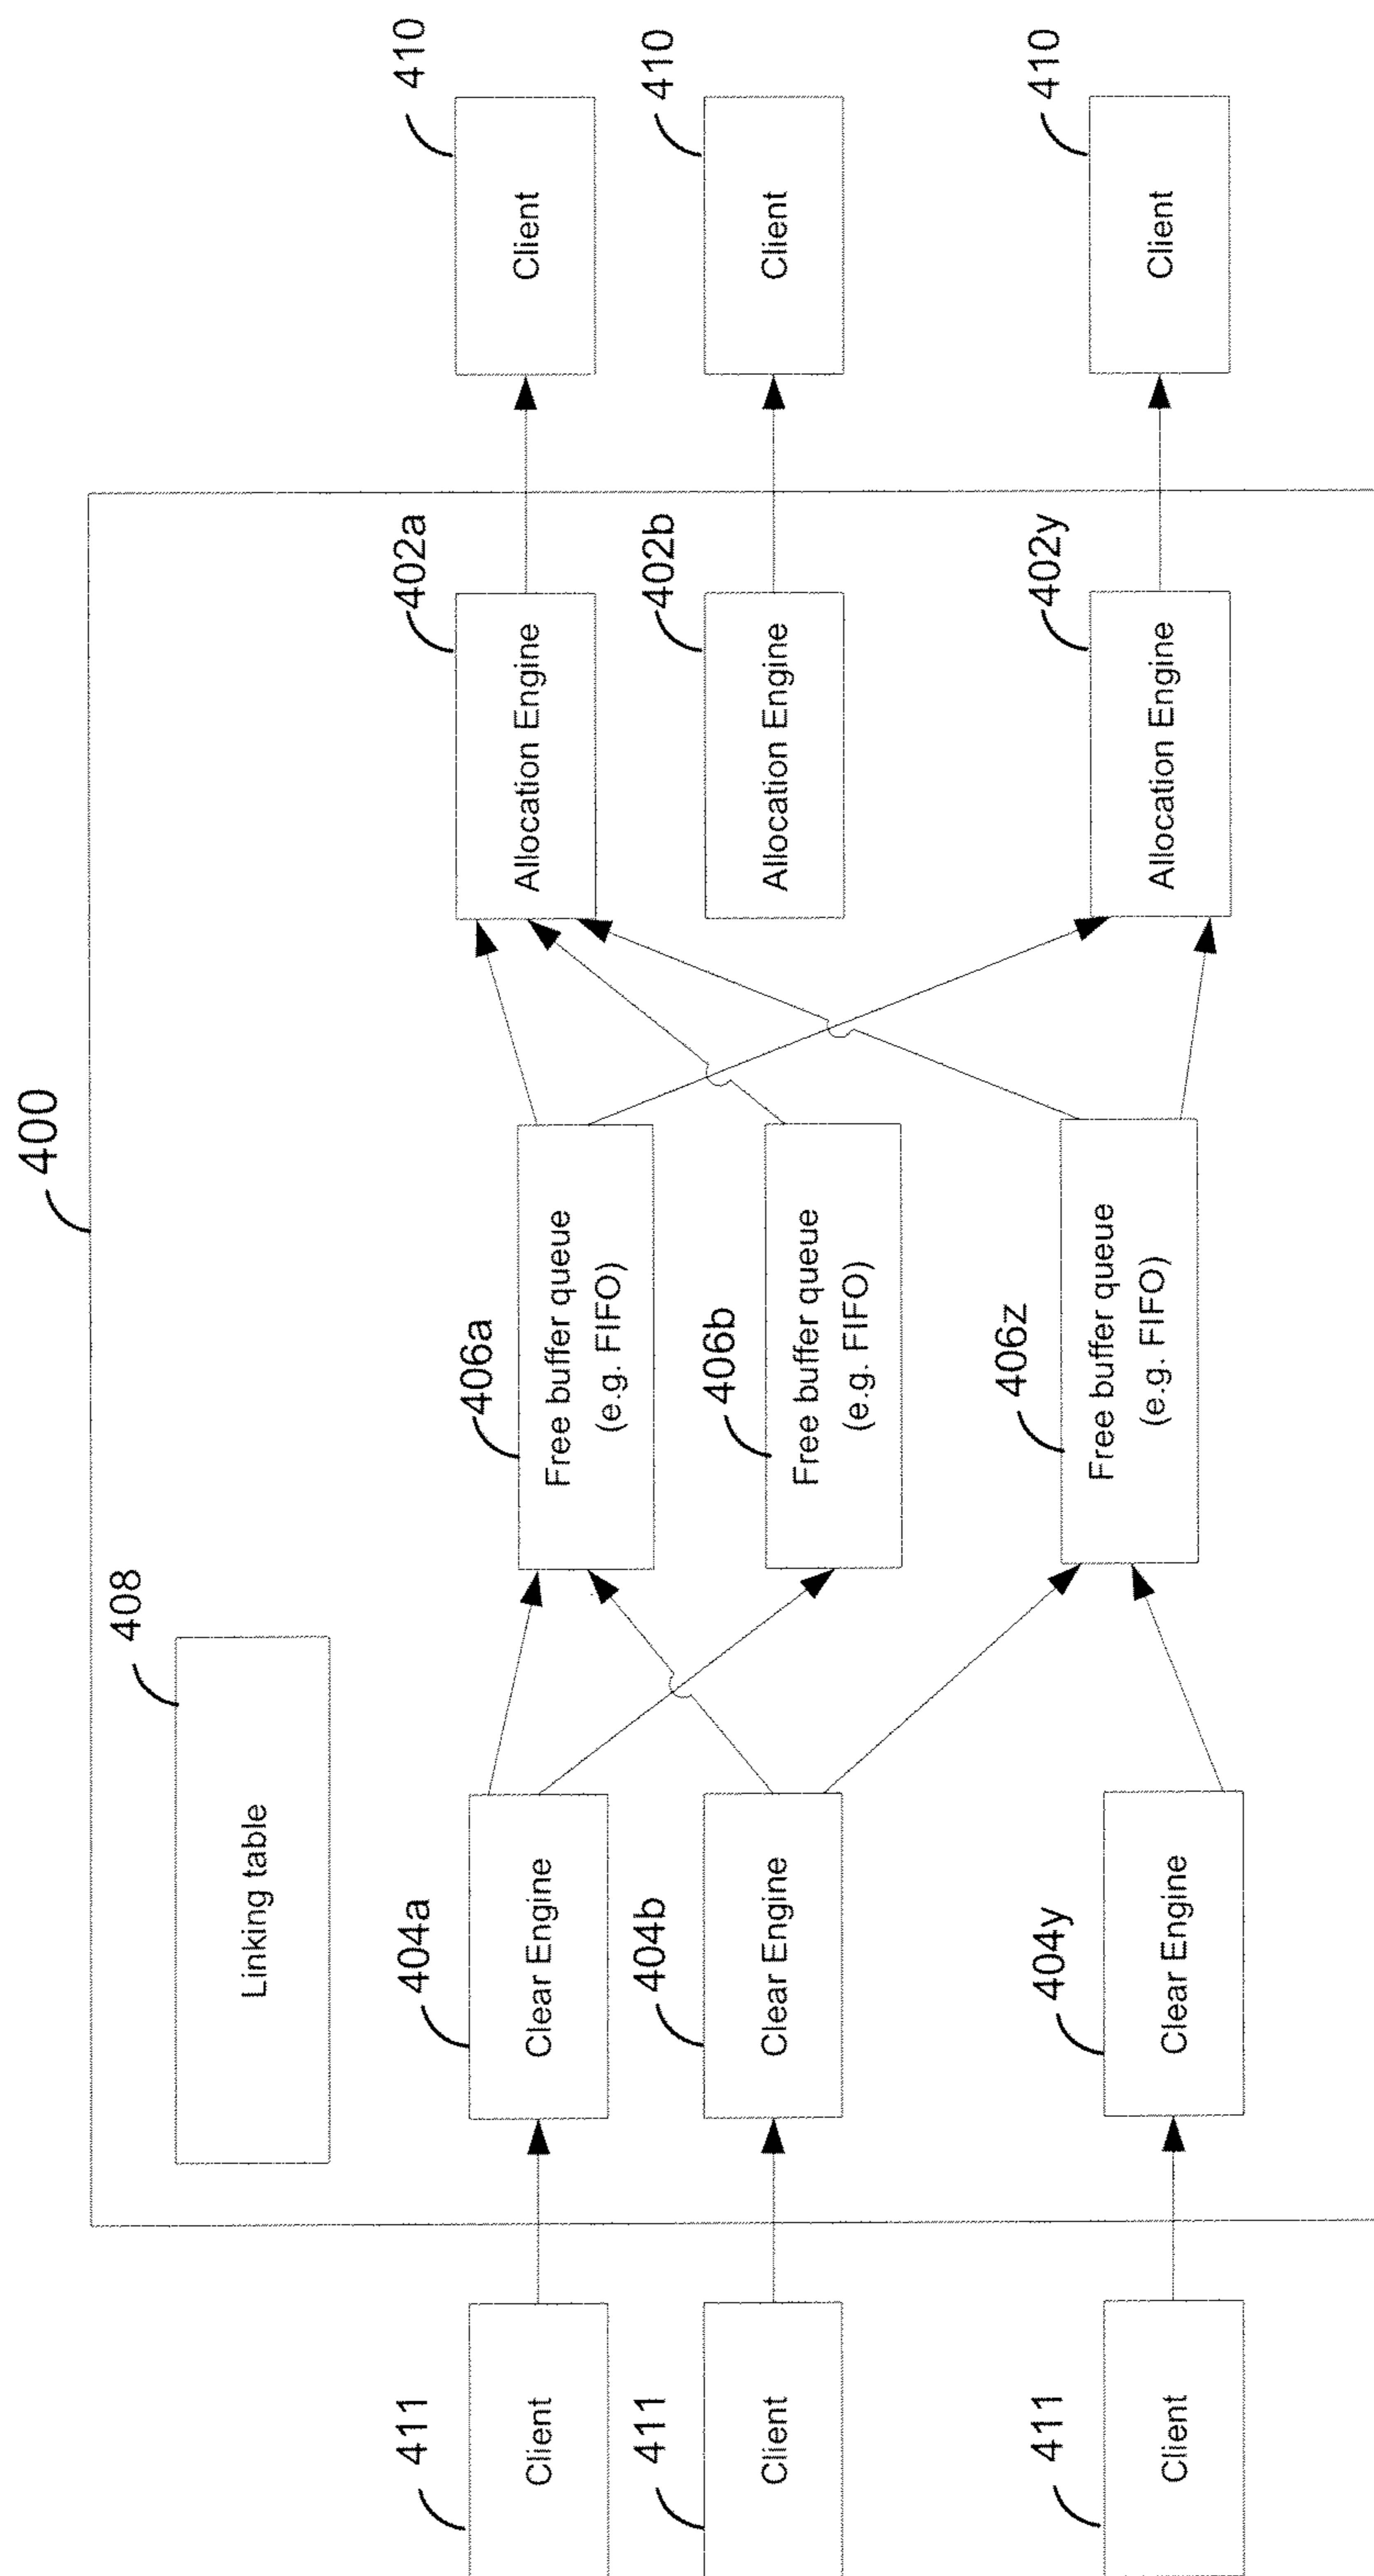 400
408
Linking table
411
Client
404a
Clear Engine
406a
Free buffer queue
(e.g. FIFO)
402a
Allocation Engine
410
Client
411
Client
404b
Clear Engine
406b
Free buffer queue
(e.g. FIFO)
402b
Allocation Engine
410
Client
411
Client
404y
Clear Engine
406z
Free buffer queue
(e.g. FIFO)
402y
Allocation Engine
410
Client